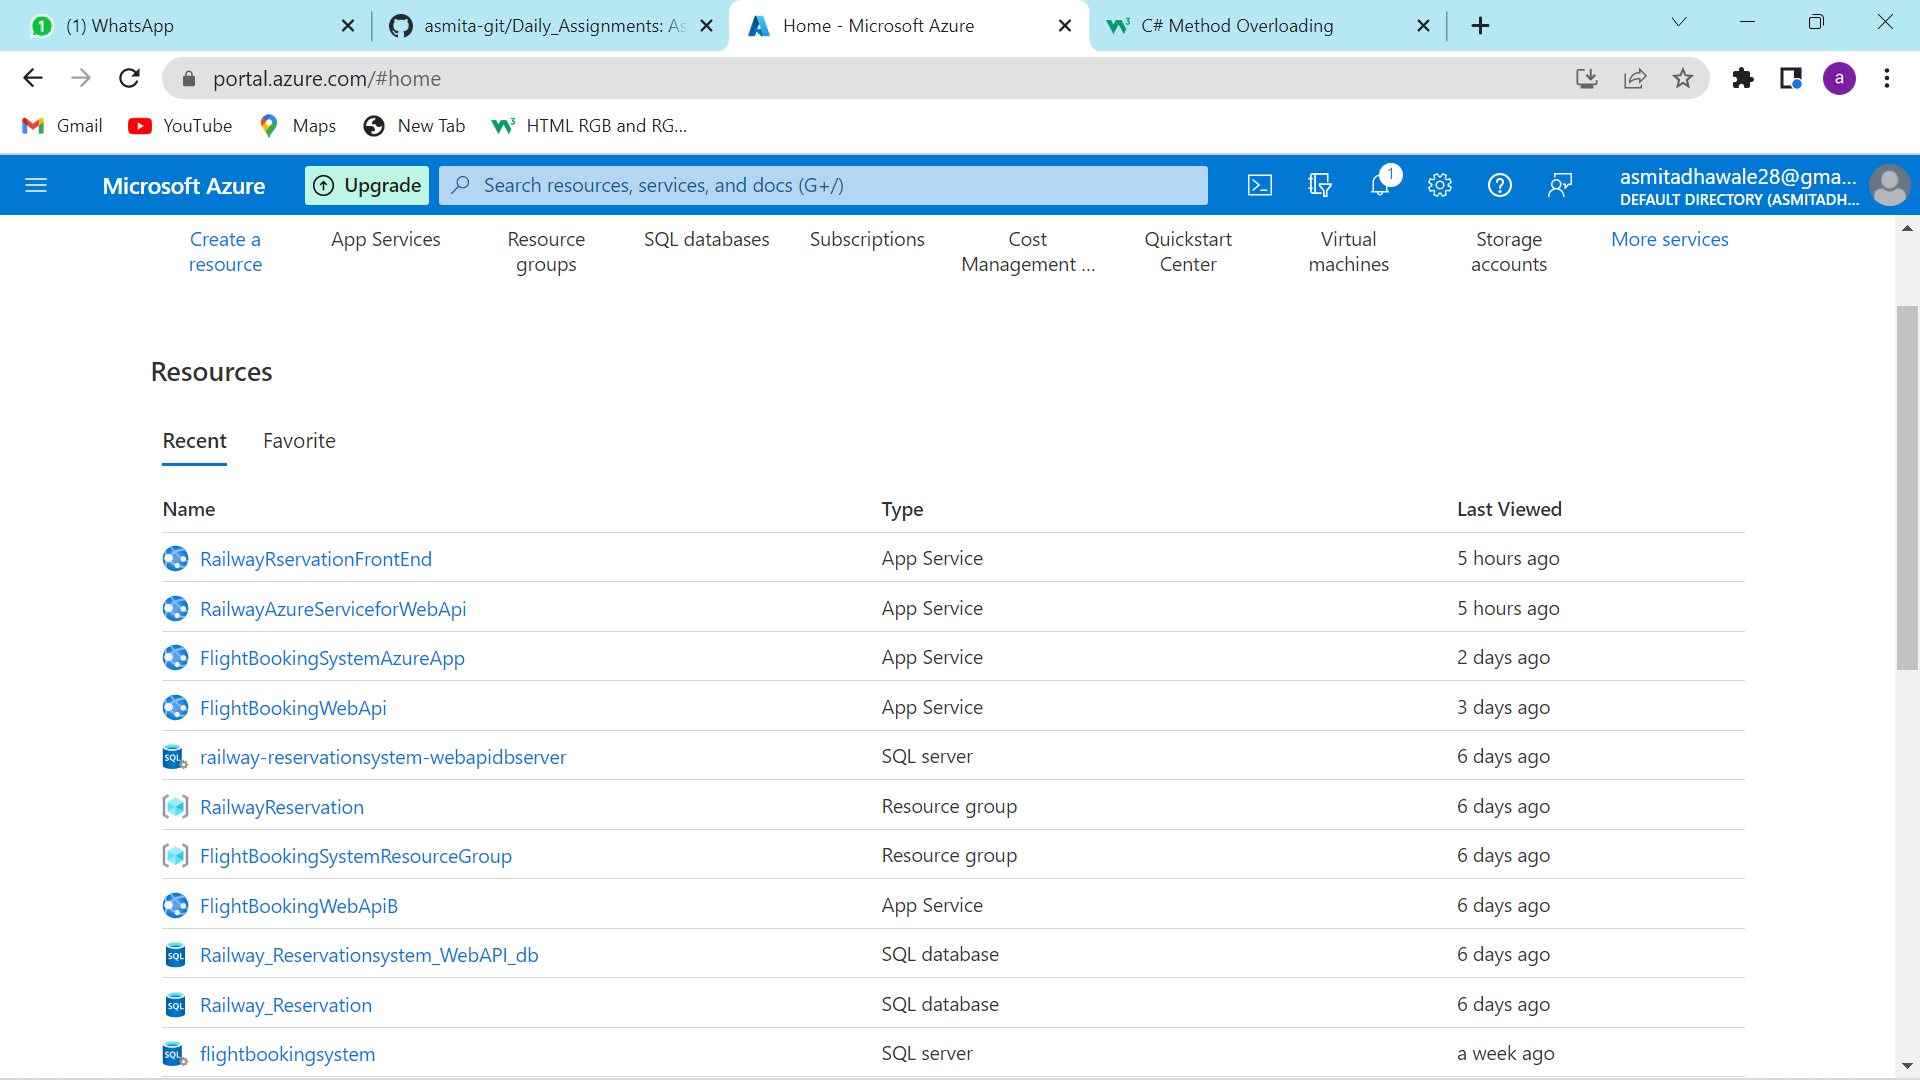 1 (1) WhatsApp asmita-git/Daily_Assignments: As Home - Microsoft Azure C# Method Overloading
portal.azure.com/#home a
Gmail YouTube Maps New Tab HTML RGB and RG...
Microsoft Azure Upgrade Search resources, services, and docs (G+/) 1 asmitadhawale28@gma...
DEFAULT DIRECTORY (ASMITADH...
Create a resource App Services Resource groups SQL databases Subscriptions Cost Management ... Quickstart Center Virtual machines Storage accounts More services
Resources
Recent Favorite
Name Type Last Viewed
RailwayRservationFrontEnd App Service 5 hours ago
RailwayAzureServiceforWebApi App Service 5 hours ago
FlightBookingSystemAzureApp App Service 2 days ago
FlightBookingWebApi App Service 3 days ago
SQL railway-reservationsystem-webapidbserver SQL server 6 days ago
RailwayReservation Resource group 6 days ago
FlightBookingSystemResourceGroup Resource group 6 days ago
FlightBookingWebApiB App Service 6 days ago
SQL Railway_Reservationsystem_WebAPI_db SQL database 6 days ago
SQL Railway_Reservation SQL database 6 days ago
SQL flightbookingsystem SQL server a week ago